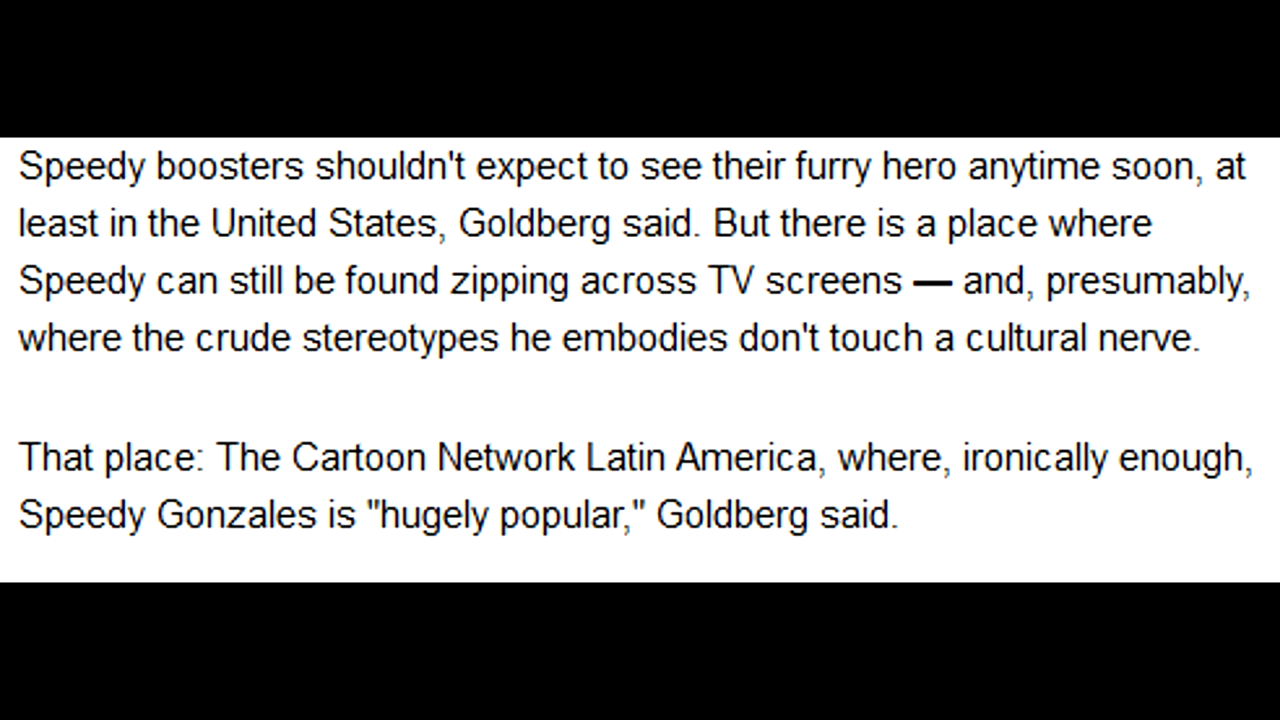 Speedy boosters shouldn't expect to see their furry hero anytime soon, at
least in the United States, Goldberg said. But there is a place where
Speedy can still be found zipping across TV screens — and, presumably,
where the crude stereotypes he embodies don't touch a cultural nerve.
That place: The Cartoon Network Latin America, where, ironically enough,
Speedy Gonzales is "hugely popular," Goldberg said.